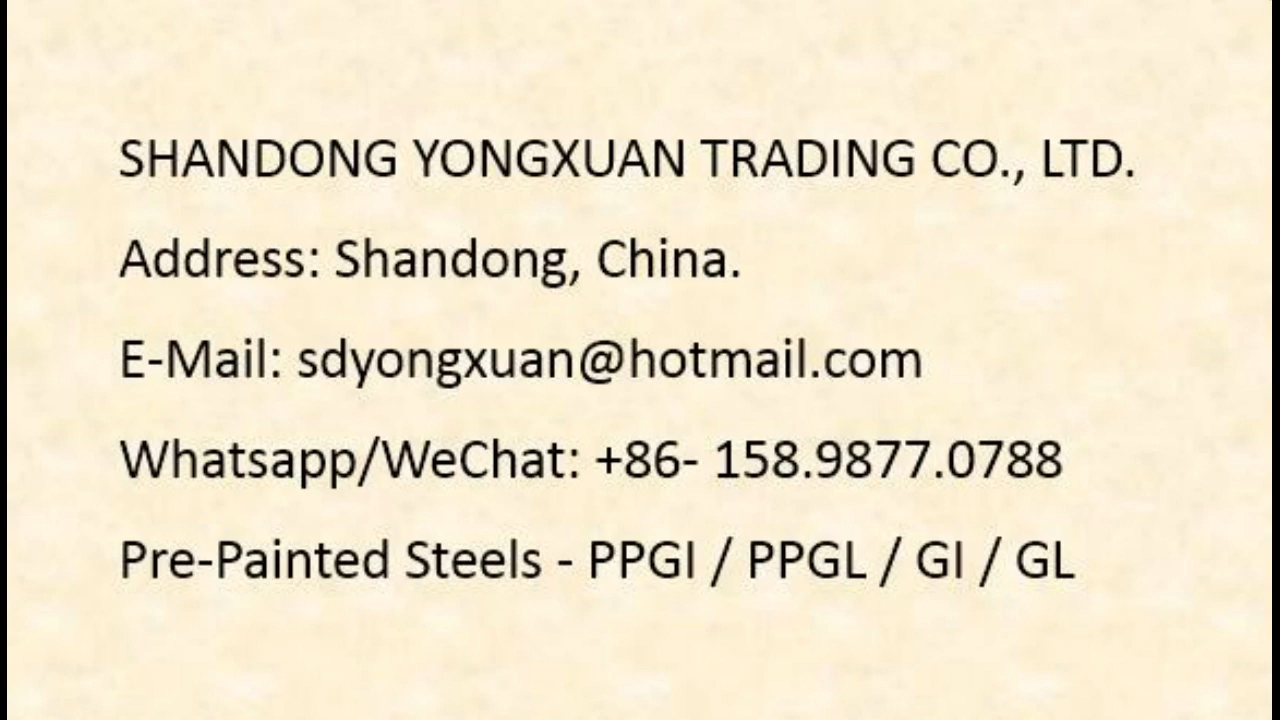 SHANDONG YONGXUAN TRADING CO., LTD.
Address: Shandong, China.
E-Mail: sdyongxuan@hotmail.com
Whatsapp/WeChat: +86- 158.9877.0788
Pre-Painted Steels - PPGI / PPGL / GI / GL